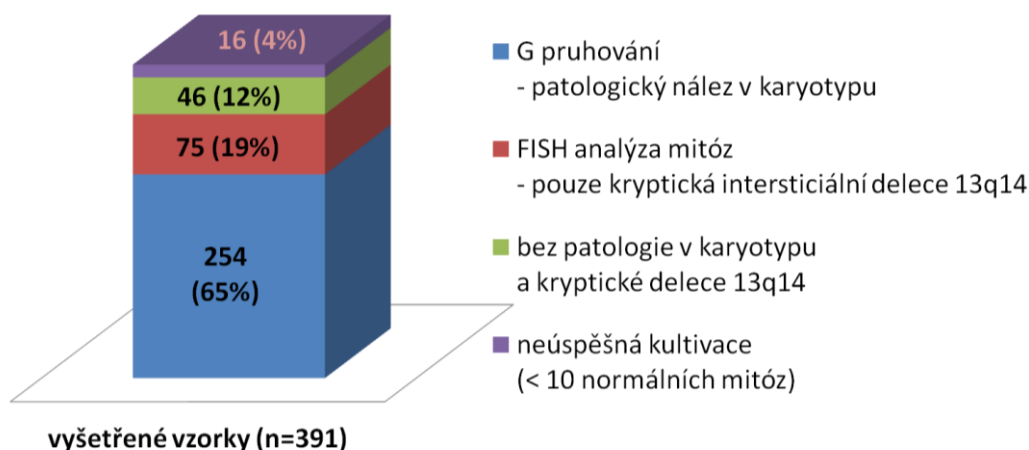 16 (4%)
46 (12%)
75 (19%)
254
(65%)
vyšetřené vzorky (n=391)
G pruhování
- patologický nález v karyotypu
FISH analýza mitóz
- pouze kryptická intersticiální delece 13q14
bez patologie v karyotypu
a kryptické delece 13q14
neúspěšná kultivace
(< 10 normálních mitóz)